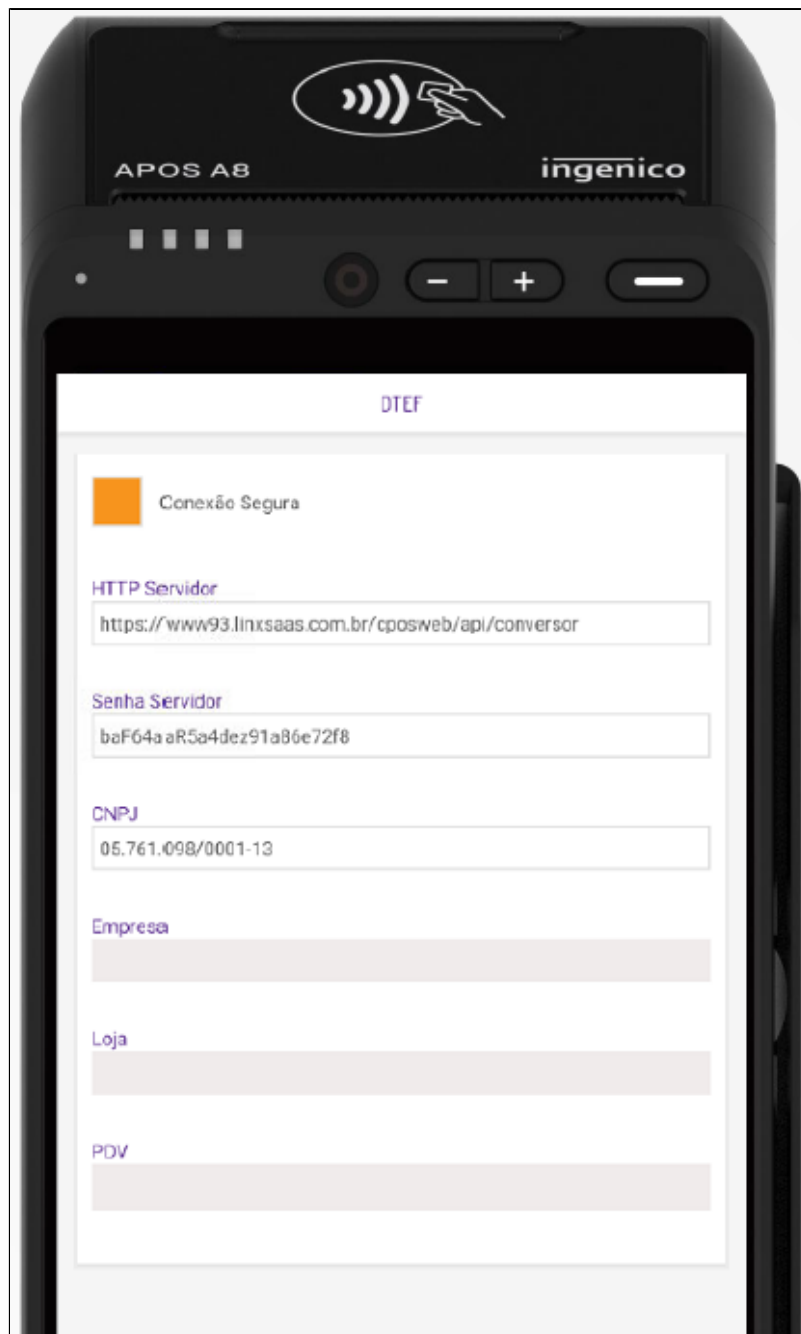 APOS A8
ingenico
DTEF
Conexão Segura
HTTP Servidor
https://www93.linxsaas.com.br/cposweb/api/conversor
Senha Servidor
baF64aaR5a4dez91a86e72f8
CNPJ
05.761.098/0001-13
Empresa
Loja
PDV